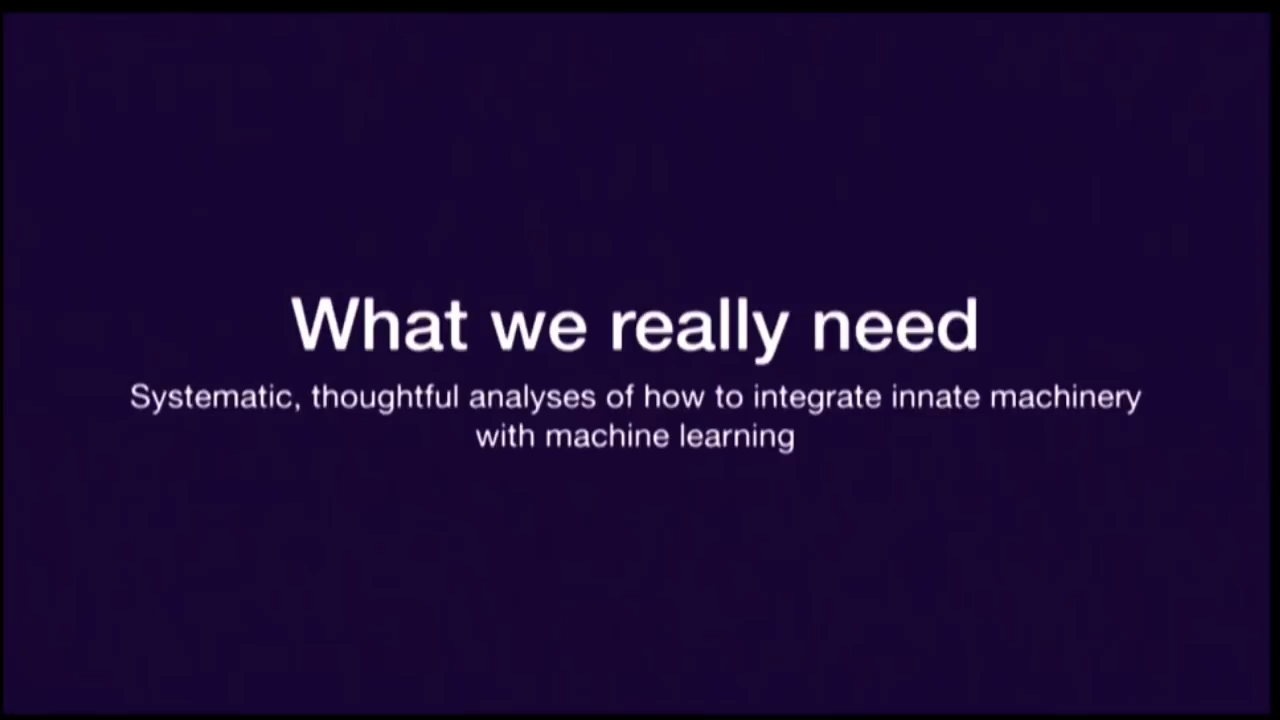 What we really need
Systematic, thoughtful analyses of how to integrate innate machinery
with machine learning